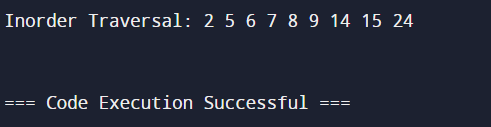 Inorder Traversal: 2 5 6 7 8 9 14 15 24
=== Code Execution Successful ===